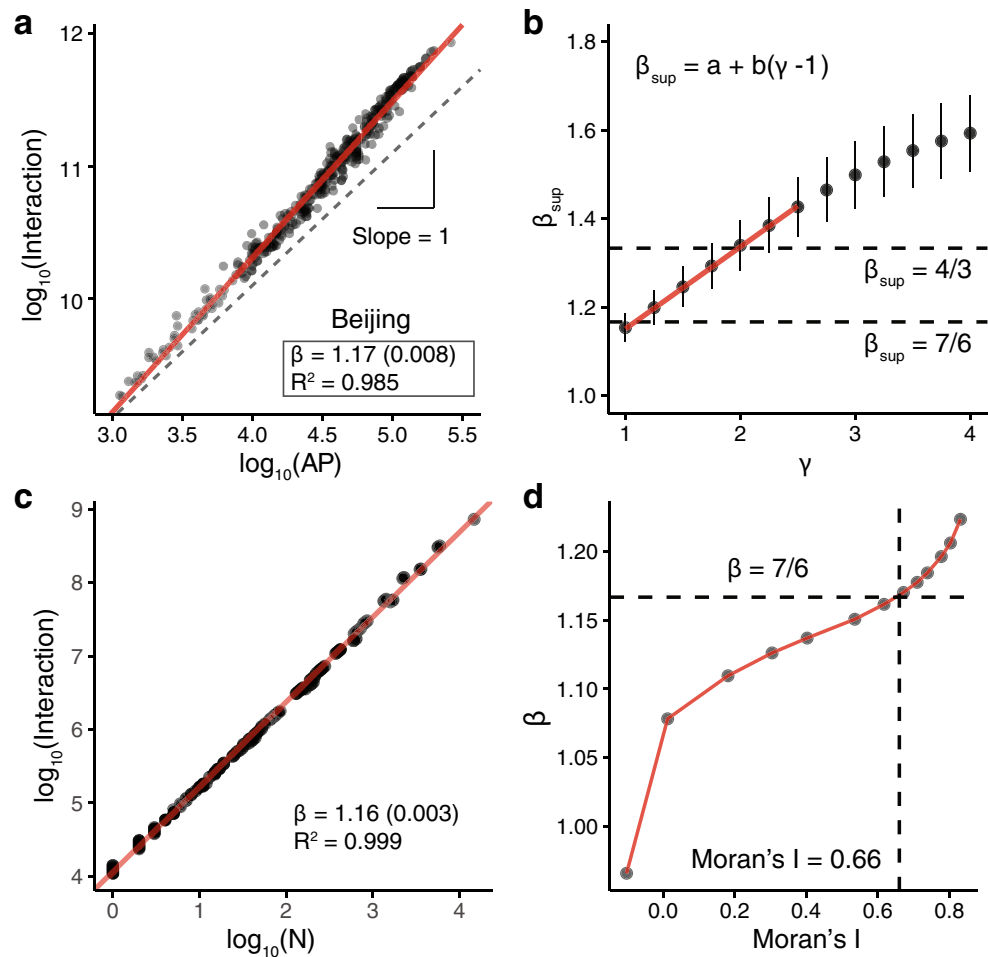 a
12
11
10
log₁₀(Interaction)
Slope = 1
Beijing
β = 1.17 (0.008)
R² = 0.985
3.0 3.5 4.0 4.5 5.0 5.5
log₁₀(AP)
b
1.8
1.6
1.4
1.2
1.0
β_sup
β_sup = a + b(γ -1)
β_sup = 4/3
β_sup = 7/6
1 2 3 4
γ
c
9
8
7
6
5
4
log₁₀(Interaction)
β = 1.16 (0.003)
R² = 0.999
0 1 2 3 4
log₁₀(N)
d
1.20
1.15
1.10
1.05
1.00
β
β = 7/6
Moran's I = 0.66
0.0 0.2 0.4 0.6 0.8
Moran's I